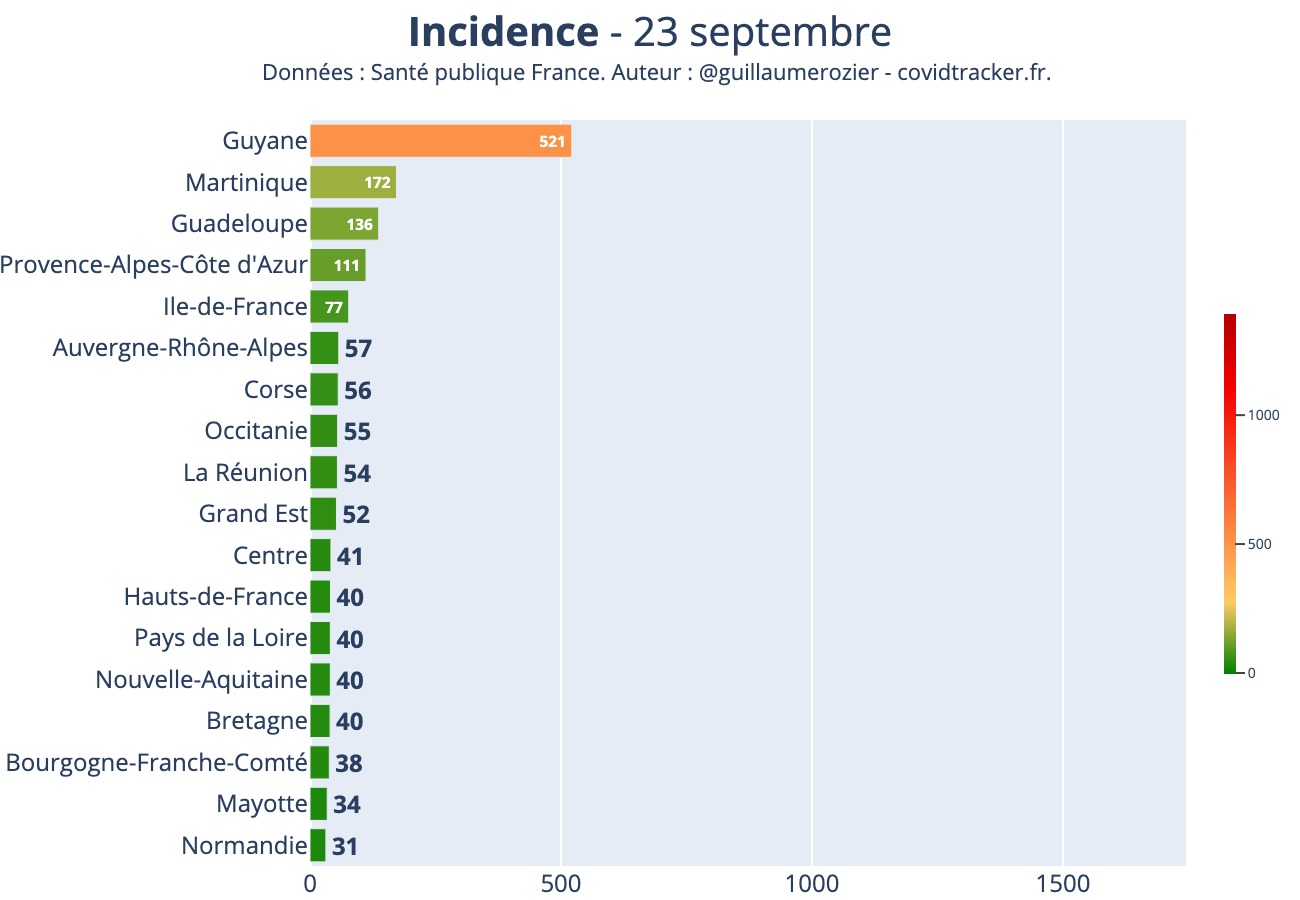 Incidence - 23 septembre
Données : Santé publique France. Auteur : @guillaumerozier - covidtracker.fr.
Guyane 521
Martinique 172
Guadeloupe 136
Provence-Alpes-Côte d'Azur 111
Ile-de-France 77
Auvergne-Rhône-Alpes 57
Corse 56
Occitanie 55
La Réunion 54
Grand Est 52
Centre 41
Hauts-de-France 40
Pays de la Loire 40
Nouvelle-Aquitaine 40
Bretagne 40
Bourgogne-Franche-Comté 38
Mayotte 34
Normandie 31
0 500 1000 1500
1000
500
0